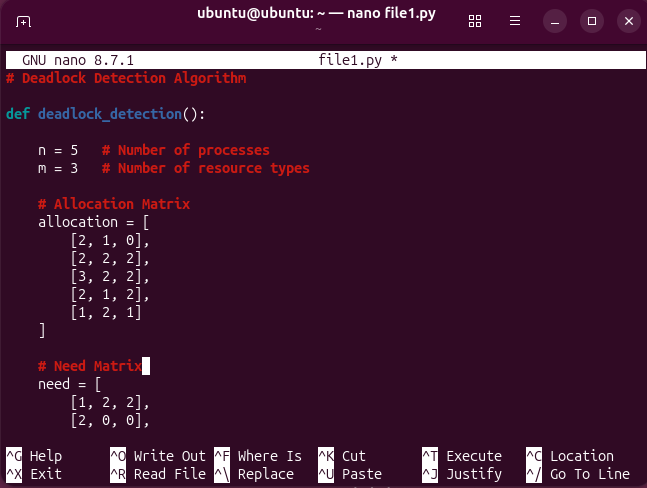 ubuntu@ubuntu: ~ — nano file1.py
~
GNU nano 8.7.1 file1.py *
# Deadlock Detection Algorithm
def deadlock_detection():
    n = 5   # Number of processes
    m = 3   # Number of resource types
    # Allocation Matrix
    allocation = [
        [2, 1, 0],
        [2, 2, 2],
        [3, 2, 2],
        [2, 1, 2],
        [1, 2, 1]
    ]
    # Need Matrix
    need = [
        [1, 2, 2],
        [2, 0, 0],
^G Help ^O Write Out ^F Where Is ^K Cut ^T Execute ^C Location
^X Exit ^R Read File ^\ Replace ^U Paste ^J Justify ^/ Go To Line